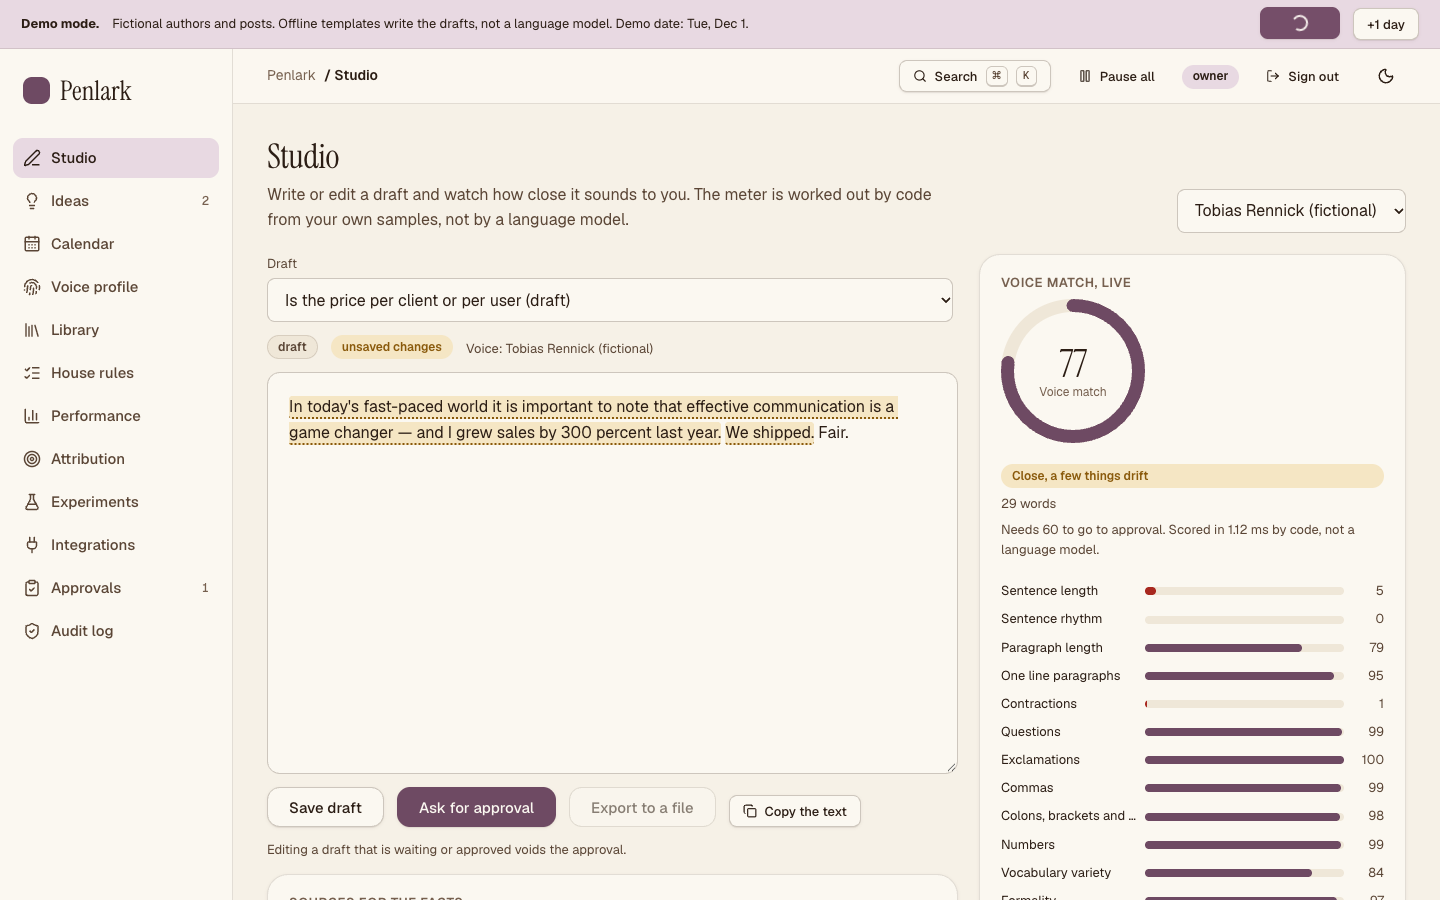 Demo mode. Fictional authors and posts. Offline templates write the drafts, not a language model. Demo date: Tue, Dec 1.
+1 day
Penlark
Studio
Ideas 2
Calendar
Voice profile
Library
House rules
Performance
Attribution
Experiments
Integrations
Approvals 1
Audit log
Penlark / Studio
Search ⌘ K
Pause all
owner
Sign out
Studio
Write or edit a draft and watch how close it sounds to you. The meter is worked out by code
from your own samples, not by a language model.
Tobias Rennick (fictional)
Draft
Is the price per client or per user (draft)
draft unsaved changes Voice: Tobias Rennick (fictional)
In today's fast-paced world it is important to note that effective communication is a
game changer — and I grew sales by 300 percent last year. We shipped. Fair.
Save draft
Ask for approval
Export to a file
Copy the text
Editing a draft that is waiting or approved voids the approval.
VOICE MATCH, LIVE
77
Voice match
Close, a few things drift
29 words
Needs 60 to go to approval. Scored in 1.12 ms by code, not a
language model.
Sentence length 5
Sentence rhythm 0
Paragraph length 79
One line paragraphs 95
Contractions 1
Questions 99
Exclamations 100
Commas 99
Colons, brackets and ... 98
Numbers 99
Vocabulary variety 84
Formality 97
SOURCES FOR THE FACTS